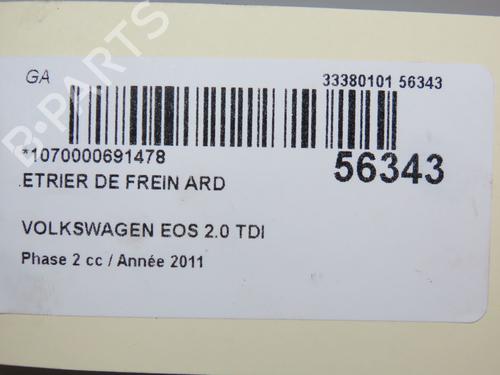 GA
33380101 56343
*1070000691478
56343
.ETRIER DE FREIN ARD
VOLKSWAGEN EOS 2.0 TDI
Phase 2 cc / Année 2011
B-PARTS